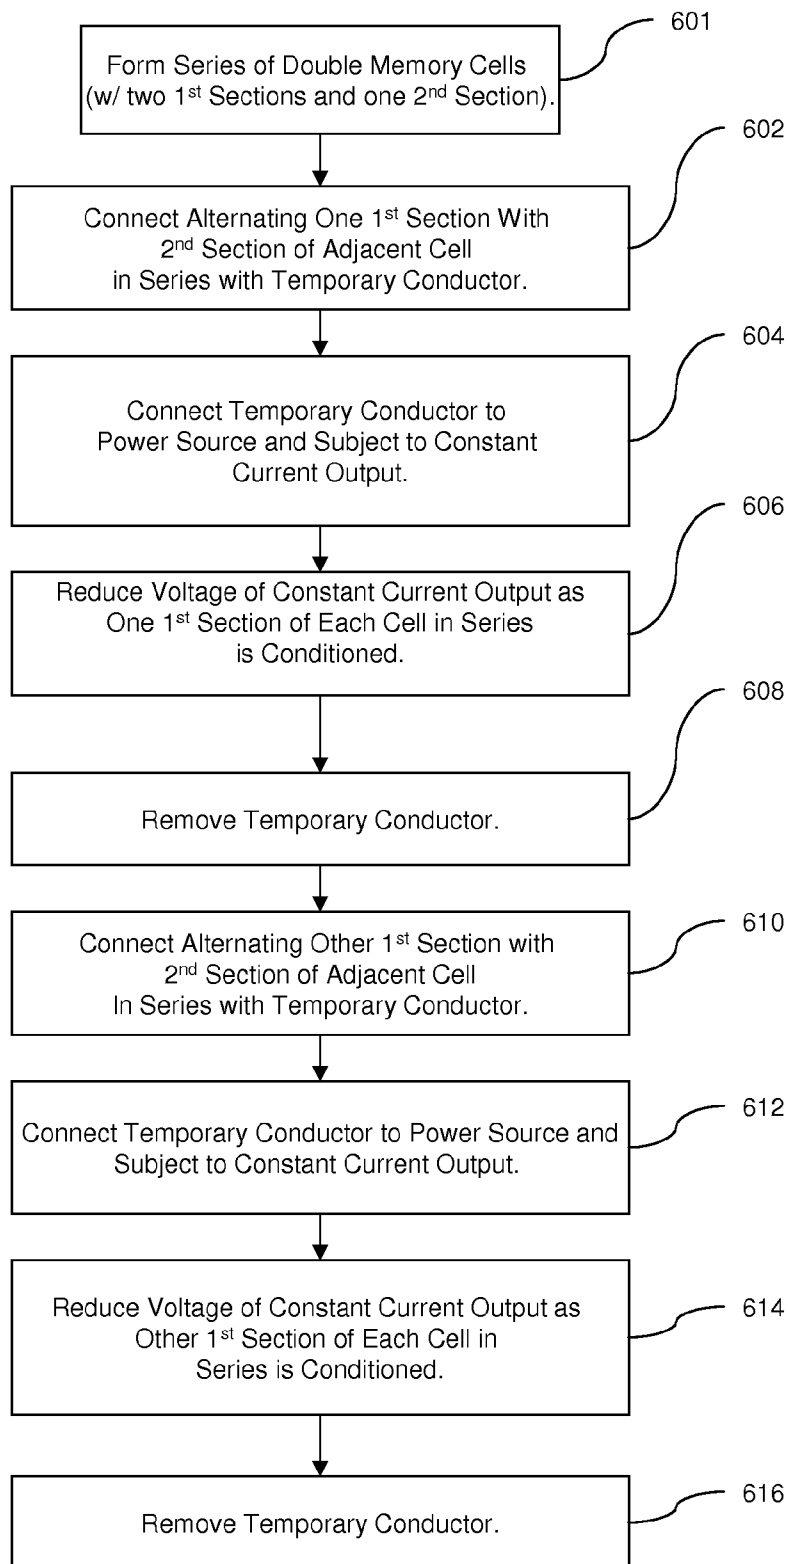 601
Form Series of Double Memory Cells
(w/ two 1st Sections and one 2nd Section).
602
Connect Alternating One 1st Section With
2nd Section of Adjacent Cell
in Series with Temporary Conductor.
604
Connect Temporary Conductor to
Power Source and Subject to Constant
Current Output.
606
Reduce Voltage of Constant Current Output as
One 1st Section of Each Cell in Series
is Conditioned.
608
Remove Temporary Conductor.
610
Connect Alternating Other 1st Section with
2nd Section of Adjacent Cell
In Series with Temporary Conductor.
612
Connect Temporary Conductor to Power Source and
Subject to Constant Current Output.
614
Reduce Voltage of Constant Current Output as
Other 1st Section of Each Cell in
Series is Conditioned.
616
Remove Temporary Conductor.